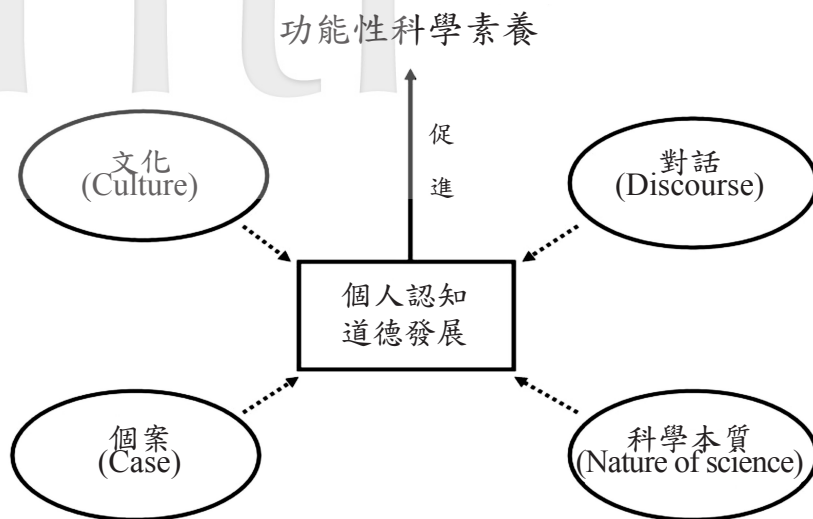 功能性科學素養
促
進
文化
(Culture)
對話
(Discourse)
個人認知
道德發展
個案
(Case)
科學本質
(Nature of science)